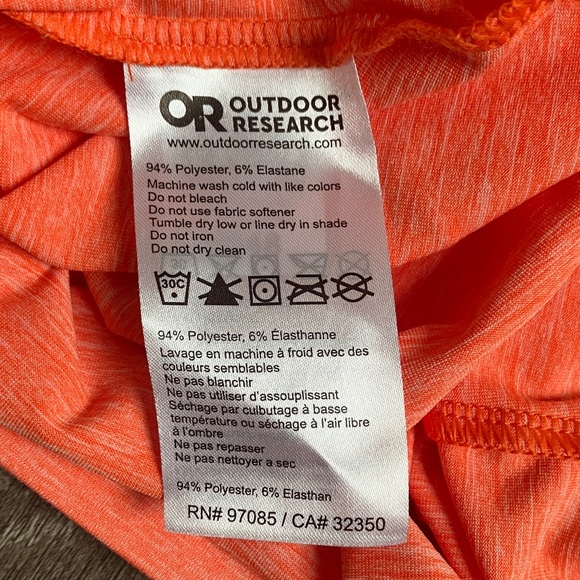 OR OUTDOOR
RESEARCH
www.outdoorresearch.com
94% Polyester, 6% Elastane
Machine wash cold with like colors
Do not bleach
Do not use fabric softener
Tumble dry low or line dry in shade
Do not iron
Do not dry clean
30C
94% Polyester, 6% Élasthanne
Lavage en machine à froid avec des
couleurs semblables
Ne pas blanchir
Ne pas utiliser d'assouplissant
Séchage par culbutage à basse
température ou séchage à l'air libre
à l'ombre
Ne pas repasser
Ne pas nettoyer a sec
94% Polyester, 6% Elasthan
RN# 97085 / CA# 32350